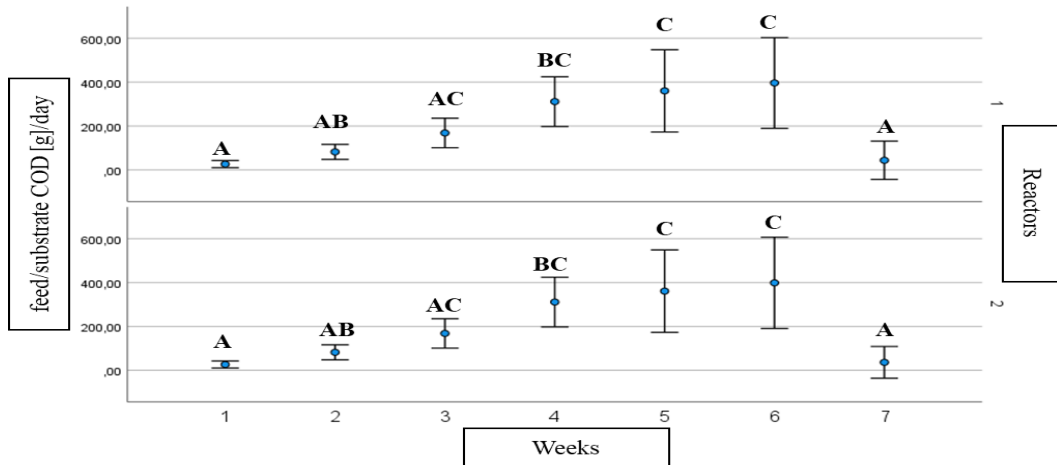 feed/substrate COD [g]/day
600,00
400,00
200,00
,00
A
AB
AC
BC
C
C
A
1
600,00
400,00
200,00
,00
A
AB
AC
BC
C
C
A
2
Reactors
1 2 3 4 5 6 7
Weeks